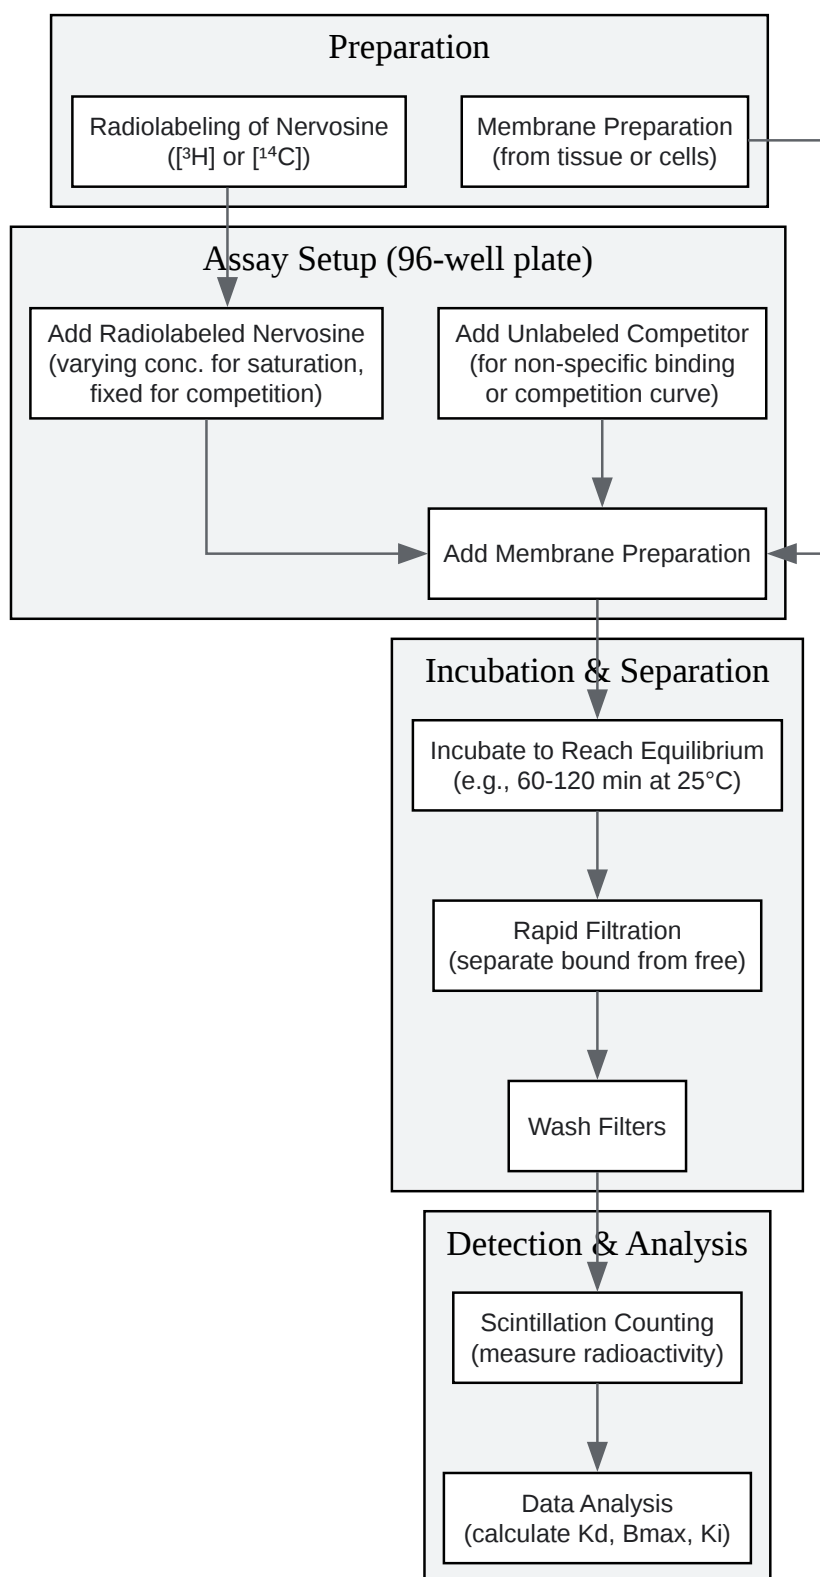 Preparation
Radiolabeling of Nervosine
([³H] or [¹⁴C])
Membrane Preparation
(from tissue or cells)
Assay Setup (96-well plate)
Add Radiolabeled Nervosine
(varying conc. for saturation,
fixed for competition)
Add Unlabeled Competitor
(for non-specific binding
or competition curve)
Add Membrane Preparation
Incubation & Separation
Incubate to Reach Equilibrium
(e.g., 60-120 min at 25°C)
Rapid Filtration
(separate bound from free)
Wash Filters
Detection & Analysis
Scintillation Counting
(measure radioactivity)
Data Analysis
(calculate Kd, Bmax, Ki)